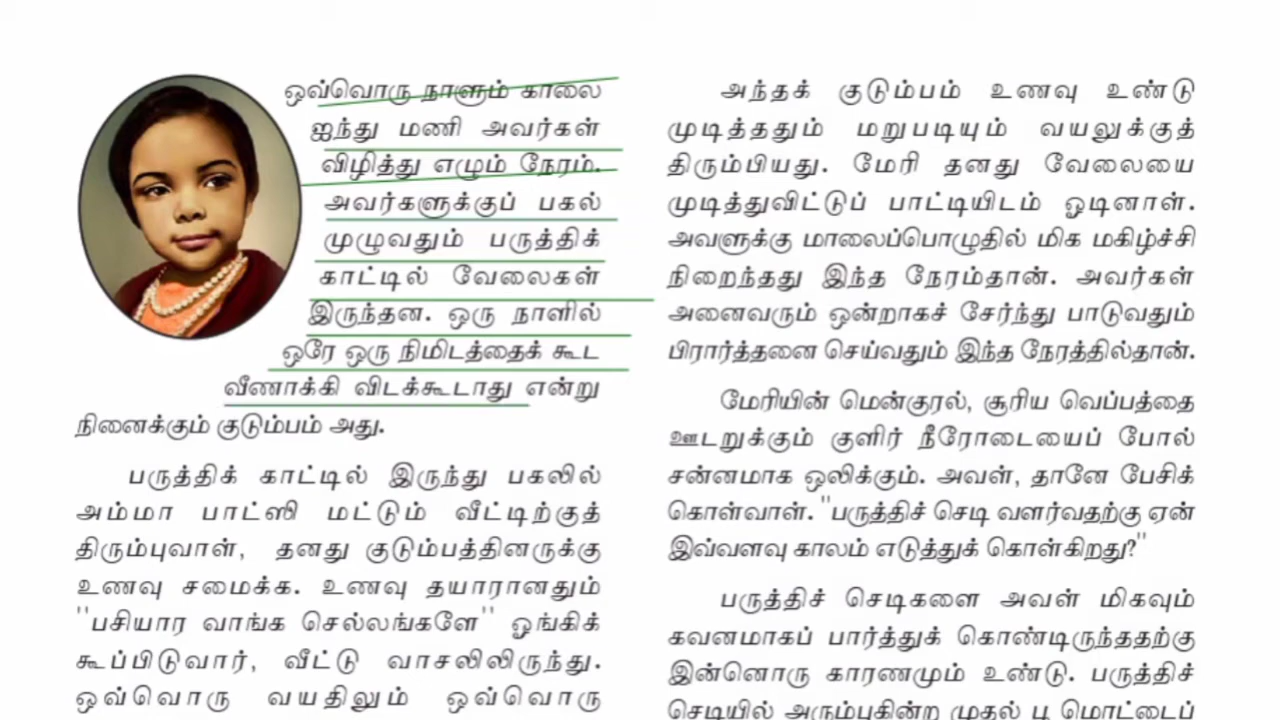 ஒவ்வொரு நாளும் காலை
ஐந்து மணி அவர்கள்
விழித்து எழும் நேரம்.
அவர்களுக்குப் பகல்
முழுவதும் பருத்திக்
காட்டில் வேலைகள்
இருந்தன. ஒரு நாளில்
ஒரே ஒரு நிமிடத்தைக் கூட
வீணாக்கி விடக்கூடாது என்று
நினைக்கும் குடும்பம் அது.
பருத்திக் காட்டில் இருந்து பகலில்
அம்மா பாட்ஸி மட்டும் வீட்டிற்குத்
திரும்புவாள், தனது குடும்பத்தினருக்கு
உணவு சமைக்க. உணவு தயாரானதும்
"பசியார வாங்க செல்லங்களே" ஓங்கிக்
கூப்பிடுவார், வீட்டு வாசலிலிருந்து.
ஒவ்வொரு வயதிலும் ஒவ்வொரு
அந்தக் குடும்பம் உணவு உண்டு
முடித்ததும் மறுபடியும் வயலுக்குத்
திரும்பியது. மேரி தனது வேலையை
முடித்துவிட்டுப் பாட்டியிடம் ஓடினாள்.
அவளுக்கு மாலைப்பொழுதில் மிக மகிழ்ச்சி
நிறைந்தது இந்த நேரம்தான். அவர்கள்
அனைவரும் ஒன்றாகச் சேர்ந்து பாடுவதும்
பிரார்த்தனை செய்வதும் இந்த நேரத்தில்தான்.
மேரியின் மென்குரல், சூரிய வெப்பத்தை
ஊடறுக்கும் குளிர் நீரோடையைப் போல்
சன்னமாக ஒலிக்கும். அவள், தானே பேசிக்
கொள்வாள். "பருத்திச் செடி வளர்வதற்கு ஏன்
இவ்வளவு காலம் எடுத்துக் கொள்கிறது?"
பருத்திச் செடிகளை அவள் மிகவும்
கவனமாகப் பார்த்துக் கொண்டிருந்ததற்கு
இன்னொரு காரணமும் உண்டு. பருத்திச்
செடியில் அரும்புகின்ற முதல் பூ மொட்டைப்